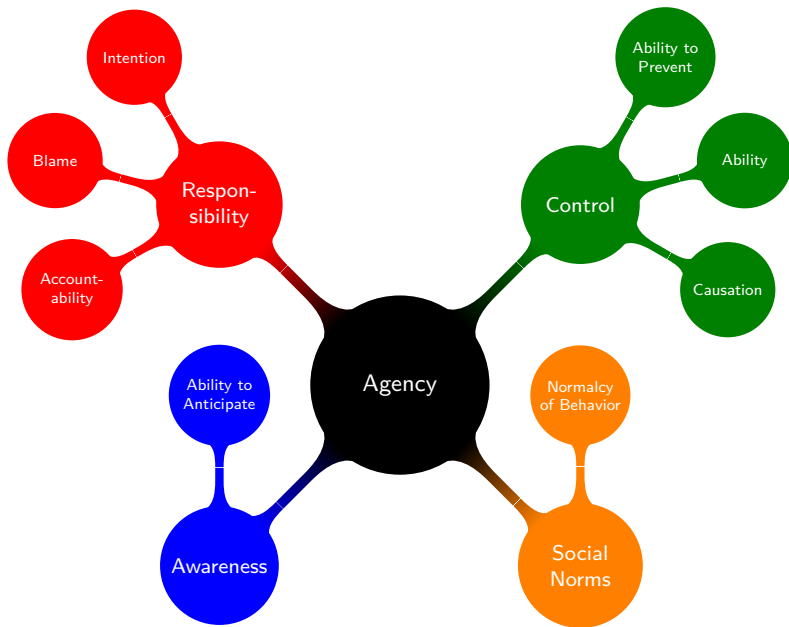 Intention
Blame
Account-
ability
Respon-
sibility
Ability to
Prevent
Ability
Causation
Control
Agency
Ability to
Anticipate
Awareness
Normalcy
of Behavior
Social
Norms